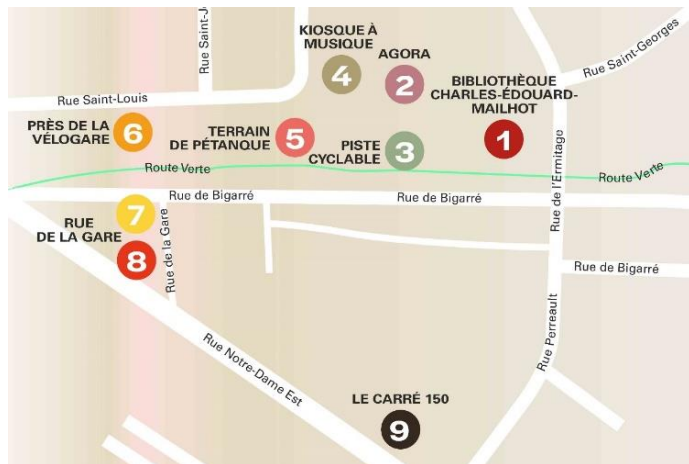 Rue Saint-J
KIOSQUE À
MUSIQUE
4
AGORA
2
Rue Saint-Georges
BIBLIOTHÈQUE
CHARLES-ÉDOUARD-
MAILHOT
1
Rue Saint-Louis
PRÈS DE LA
VÉLOGARE
6
TERRAIN
DE PÉTANQUE
5
PISTE
CYCLABLE
3
Rue de l'Ermitage
Route Verte
Route Verte
Rue de Bigarré
Rue de Bigarré
7
RUE
DE LA GARE
8
Rue de la Gare
Rue de Bigarré
Rue Perreault
Rue Notre-Dame Est
LE CARRÉ 150
9